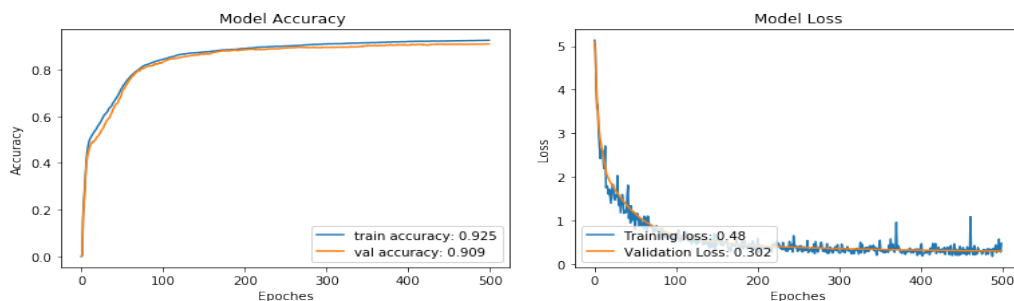 Model Accuracy
Accuracy
0.8
0.6
0.4
0.2
0.0
train accuracy: 0.925
val accuracy: 0.909
0
100
200
300
400
500
Epoches
Model Loss
Loss
5
4
3
2
1
0
Training loss: 0.48
Validation Loss: 0.302
0
100
200
300
400
500
Epoches